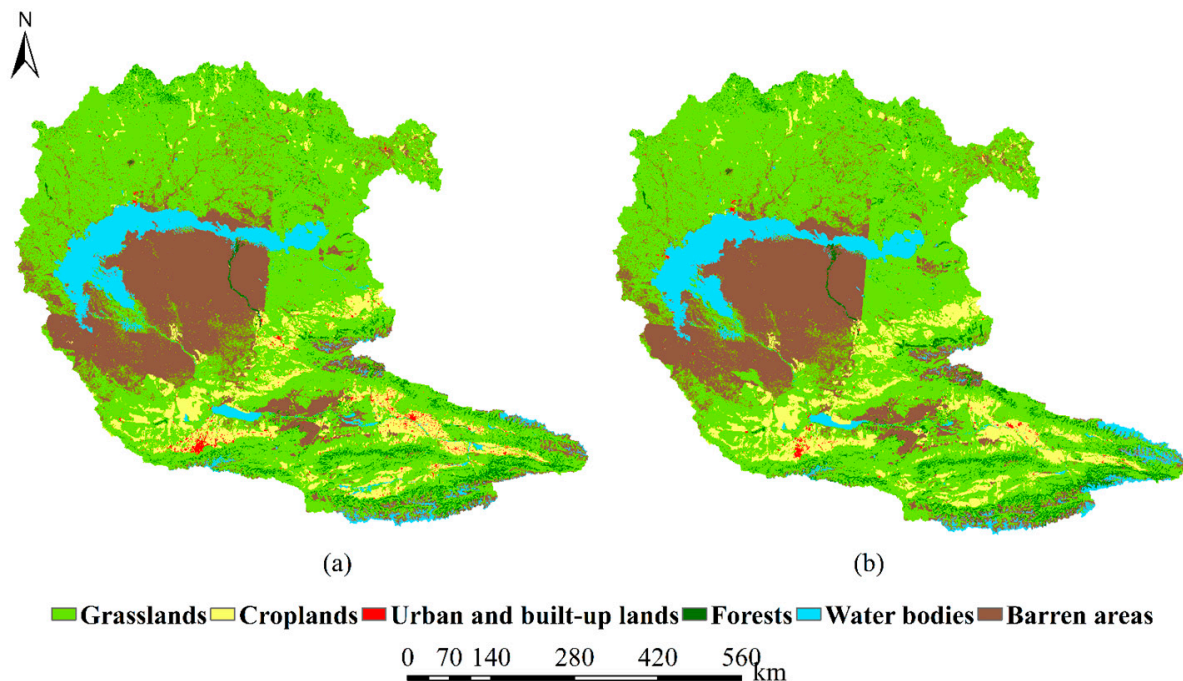 N
(a) (b)
Grasslands Croplands Urban and built-up lands Forests Water bodies Barren areas
0 70 140 280 420 560 km